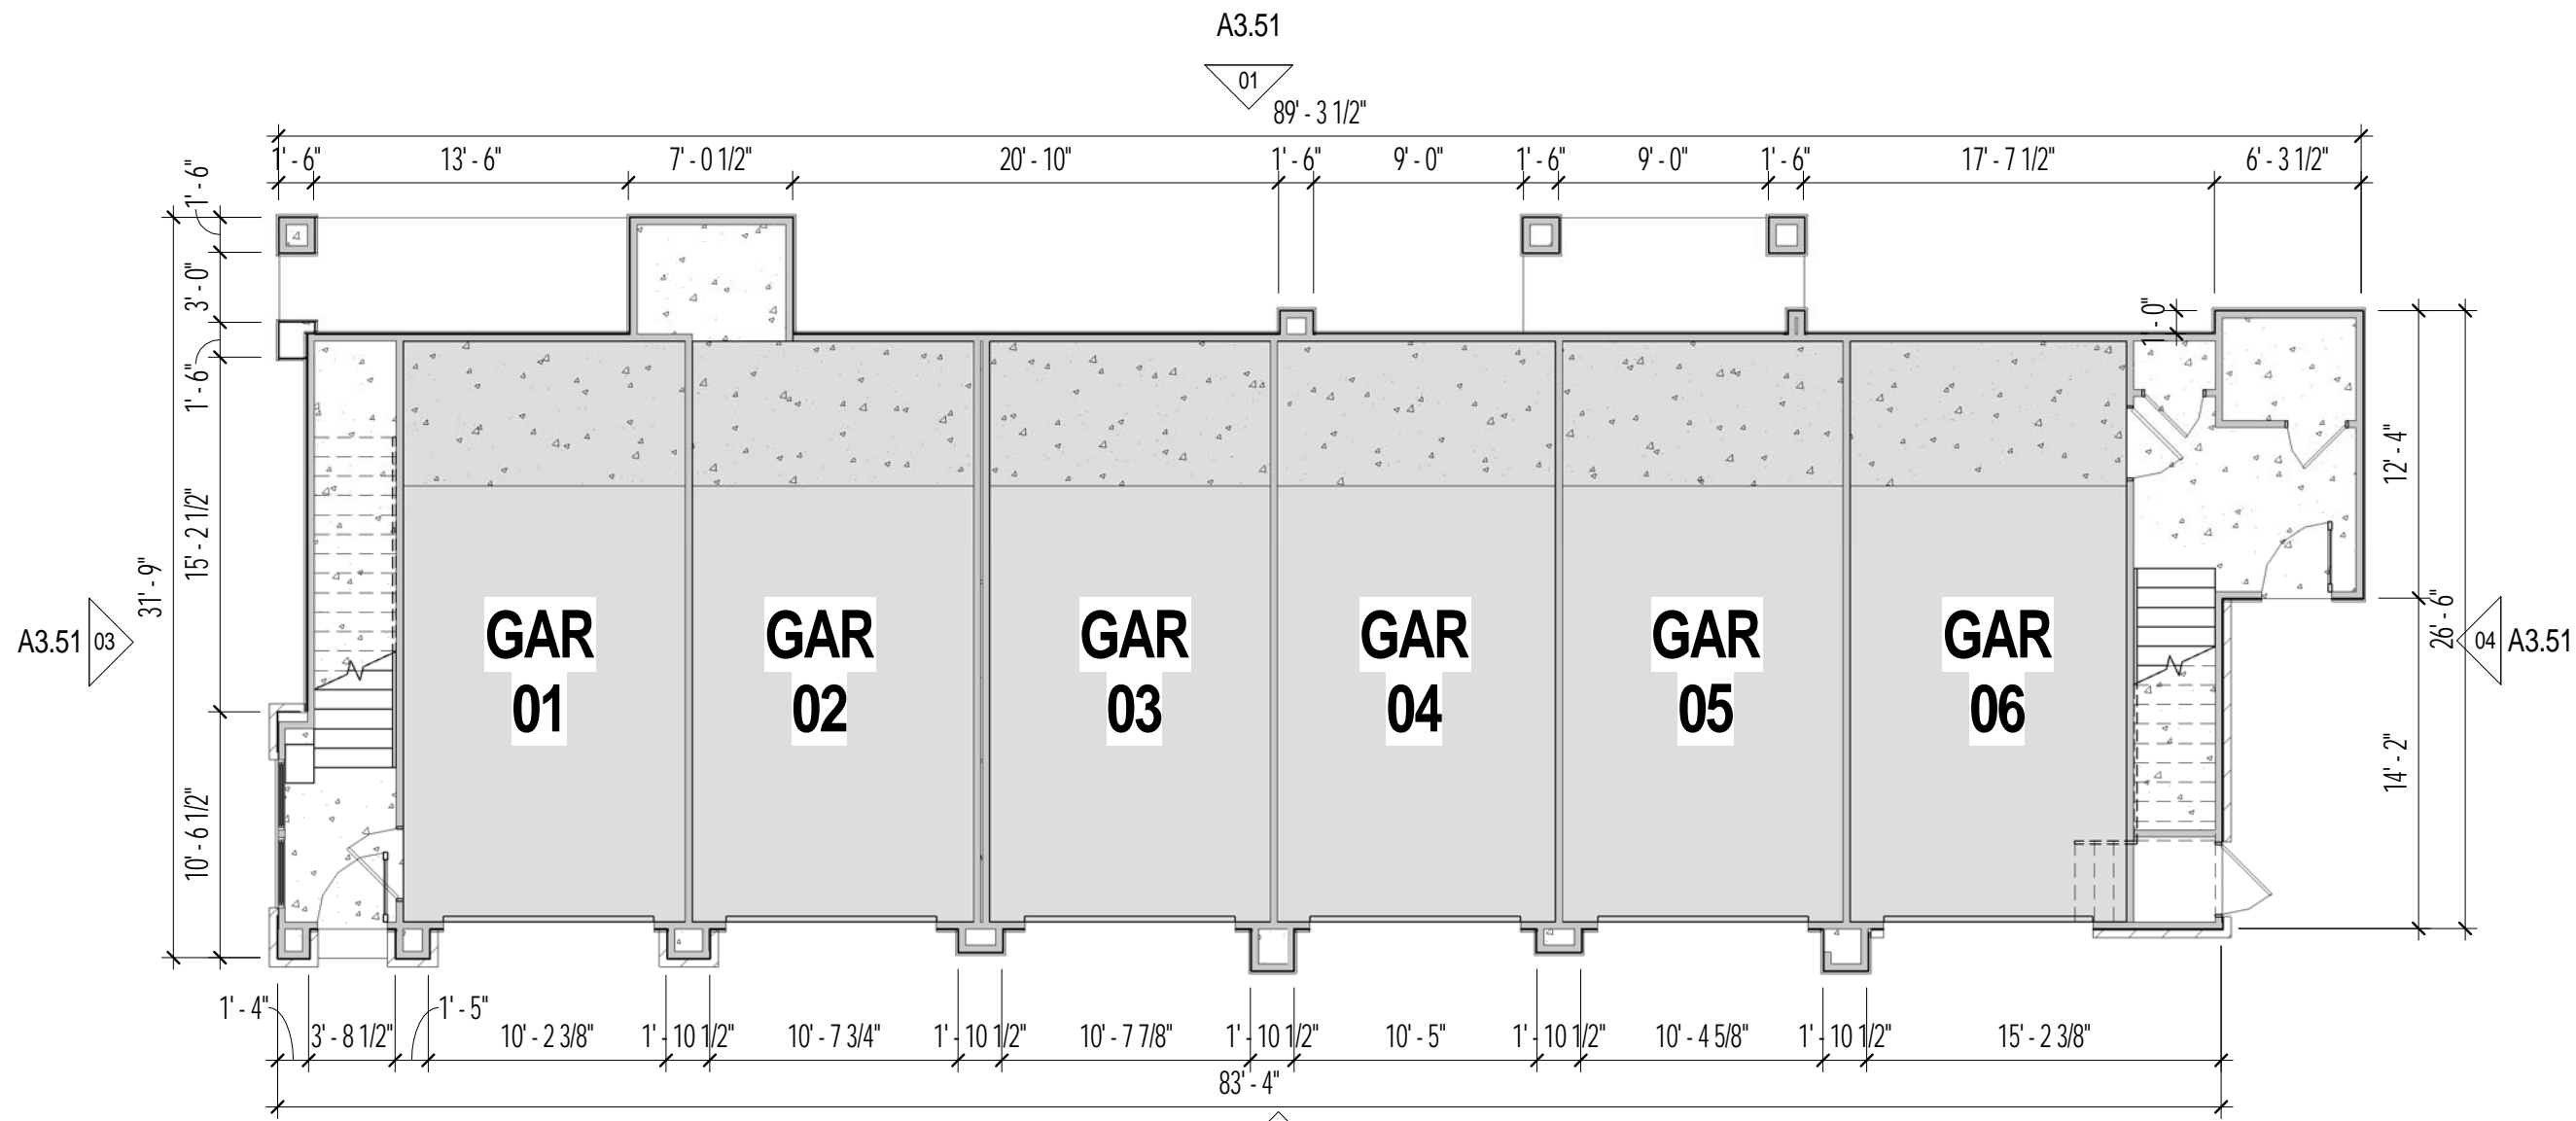 A3.51
01
89' - 3 1/2"
1' - 6" 13' - 6" 7' - 0 1/2" 20' - 10" 1' - 6" 9' - 0" 1' - 6" 9' - 0" 1' - 6" 17' - 7 1/2" 6' - 3 1/2"
1' - 6"
3' - 0"
1' - 6"
15' - 2 1/2"
10' - 6 1/2"
31' - 9"
A3.51 03
1' - 0"
12' - 4"
14' - 2"
26' - 6"
04 A3.51
GAR
01
GAR
02
GAR
03
GAR
04
GAR
05
GAR
06
1' - 4" 1' - 5"
3' - 8 1/2" 10' - 2 3/8" 1' - 10 1/2" 10' - 7 3/4" 1' - 10 1/2" 10' - 7 7/8" 1' - 10 1/2" 10' - 5" 1' - 10 1/2" 10' - 4 5/8" 1' - 10 1/2" 15' - 2 3/8"
83' - 4"